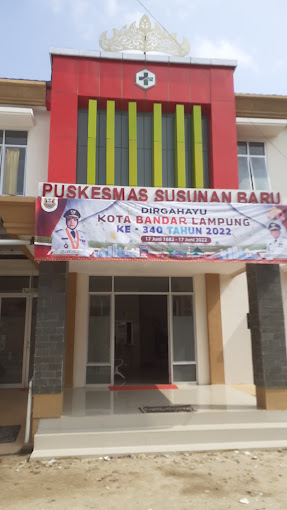 PUSKESMAS SUSUNAN BARU
DIRGAHAYU
KOTA BANDAR LAMPUNG
KE - 340 TAHUN 2022
17 Juni 1682 - 17 Juni 2022